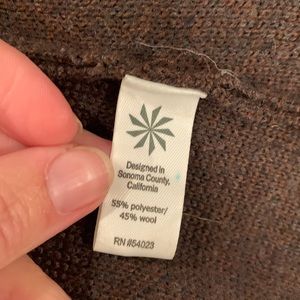 Designed in
Sonoma County,
California
55% polyester/
45% wool
RN #54023